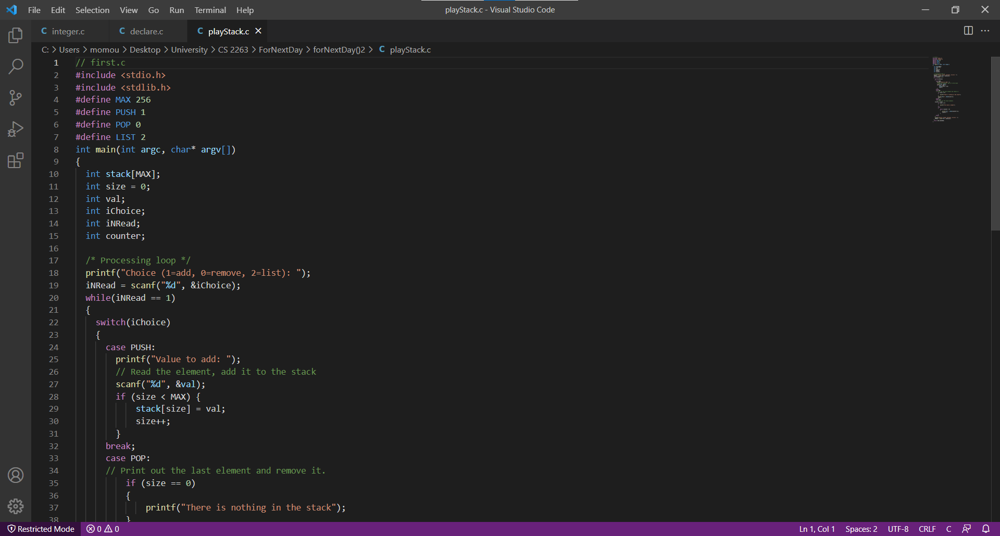 File Edit Selection View Go Run Terminal Help
playStack.c - Visual Studio Code
integer.c
declare.c
playStack.c
C: > Users > momou > Desktop > University > CS 2263 > ForNextDay > forNextDay()2 > C playStack.c
1 // first.c
2 #include <stdio.h>
3 #include <stdlib.h>
4 #define MAX 256
5 #define PUSH 1
6 #define POP 0
7 #define LIST 2
8 int main(int argc, char* argv[])
9 {
10 int stack[MAX];
11 int size = 0;
12 int val;
13 int iChoice;
14 int iNRead;
15 int counter;
16
17 /* Processing loop */
18 printf("Choice (1=add, 0=remove, 2=list): ");
19 iNRead = scanf("%d", &iChoice);
20 while(iNRead == 1)
21 {
22 switch(iChoice)
23 {
24 case PUSH:
25 printf("Value to add: ");
26 // Read the element, add it to the stack
27 scanf("%d", &val);
28 if (size < MAX) {
29 stack[size] = val;
30 size++;
31 }
32 break;
33 case POP:
34 // Print out the last element and remove it.
35 if (size == 0)
36 {
37 printf("There is nothing in the stack");
38 }
Restricted Mode 0 0 Ln 1, Col 1 Spaces: 2 UTF-8 CRLF C